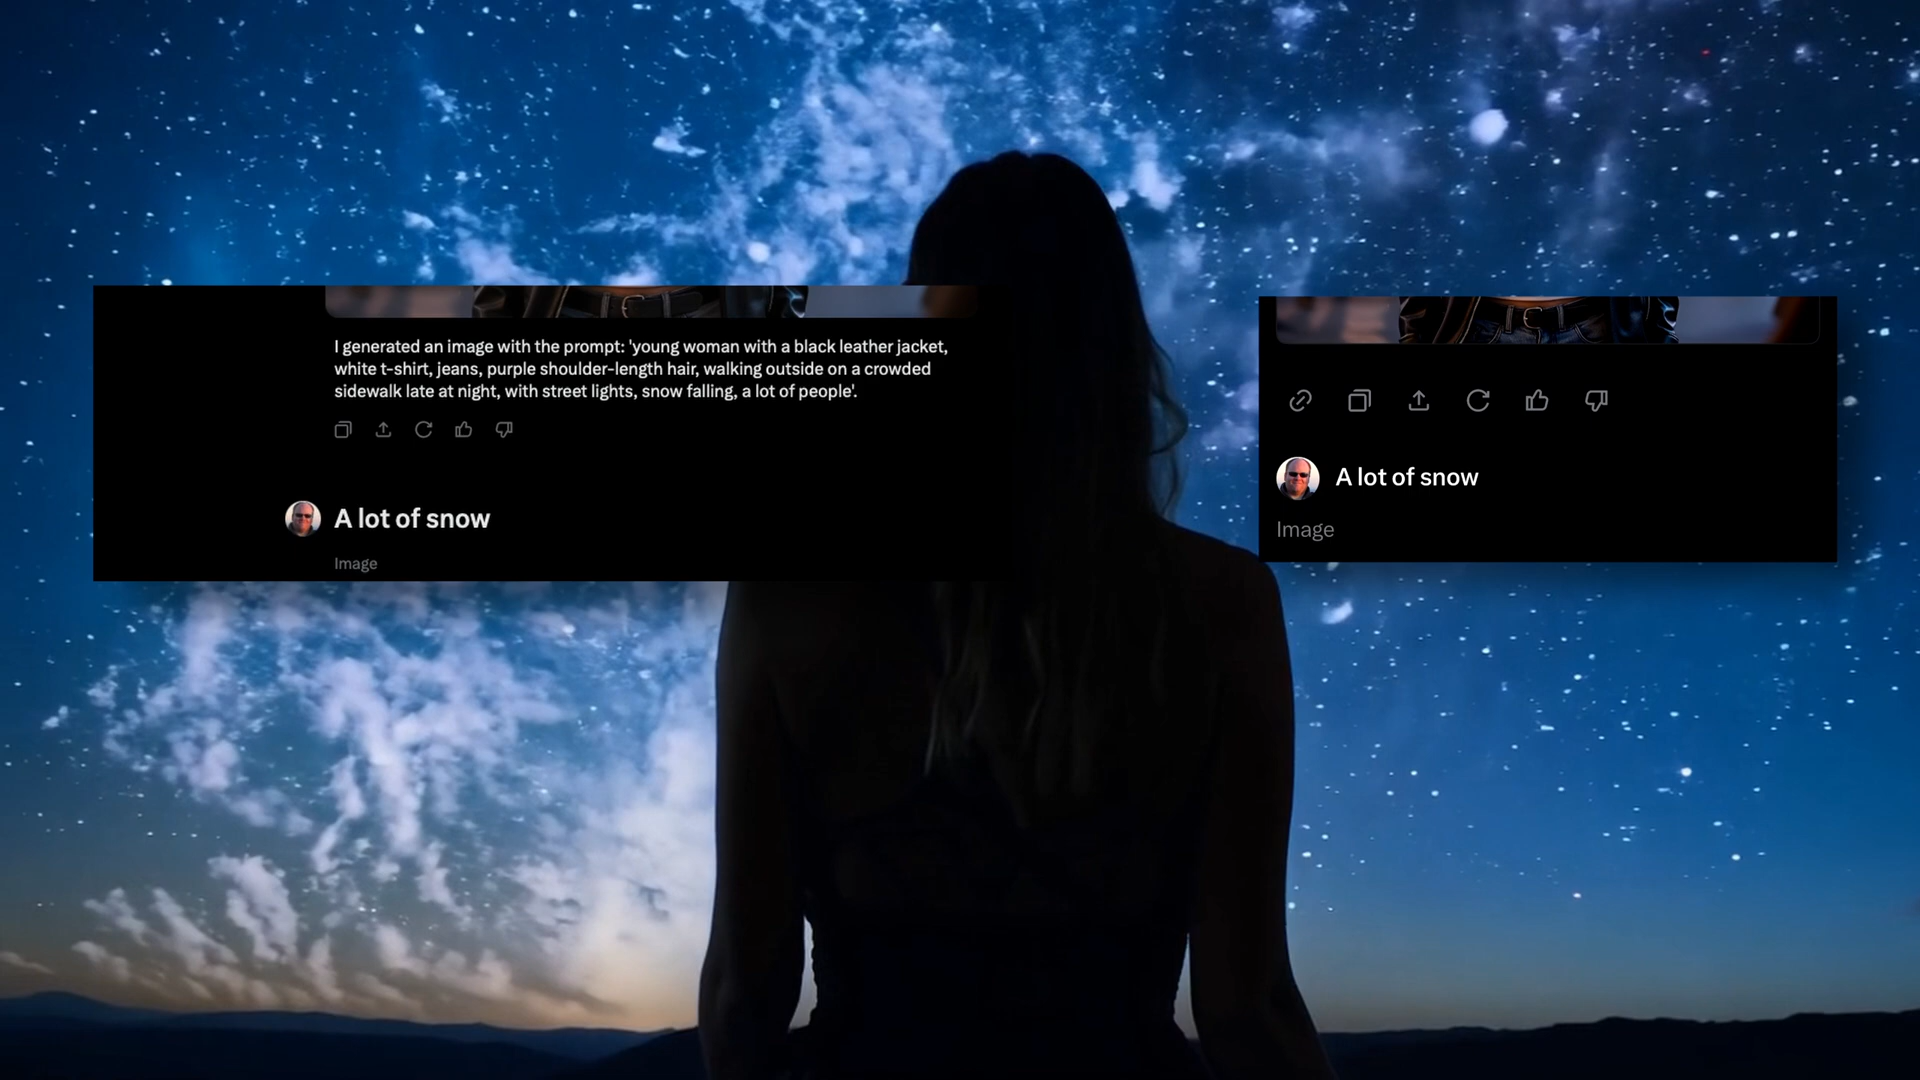 I generated an image with the prompt: 'young woman with a black leather jacket,
white t-shirt, jeans, purple shoulder-length hair, walking outside on a crowded
sidewalk late at night, with street lights, snow falling, a lot of people'.
A lot of snow
Image
A lot of snow
Image